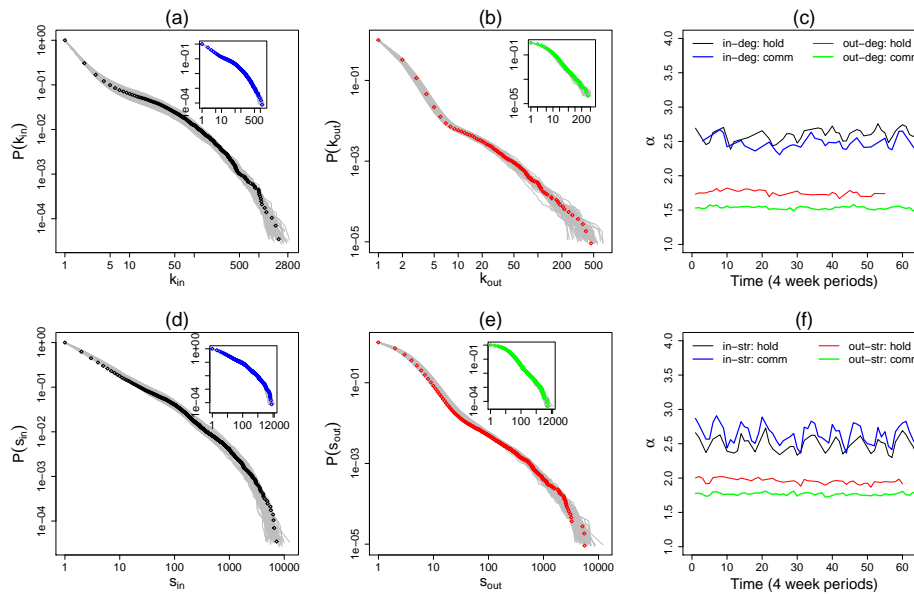 (a)
1e+00
1e-01
1e-02
1e-03
1e-04
P(k_in)
1 5 10 50 500 2800
k_in
1e-01
1e-04
1 10 500
(b)
1e-01
1e-03
1e-05
P(k_out)
1 2 5 10 20 50 200 500
k_out
1e-01
1e-05
1 10 200
(c)
4.0
3.5
3.0
2.5
2.0
1.5
1.0
α
in-deg: hold
in-deg: comm
out-deg: hold
out-deg: comm
0 10 20 30 40 50 60
Time (4 week periods)
(d)
1e+00
1e-01
1e-02
1e-03
1e-04
P(s_in)
1 10 100 1000 10000
s_in
1e+00
1e-04
1 100 12000
(e)
1e-01
1e-03
1e-05
P(s_out)
1 10 100 1000 10000
s_out
1e-01
1e-04
1 100 12000
(f)
4.0
3.5
3.0
2.5
2.0
1.5
1.0
α
in-str: hold
in-str: comm
out-str: hold
out-str: comm
0 10 20 30 40 50 60
Time (4 week periods)